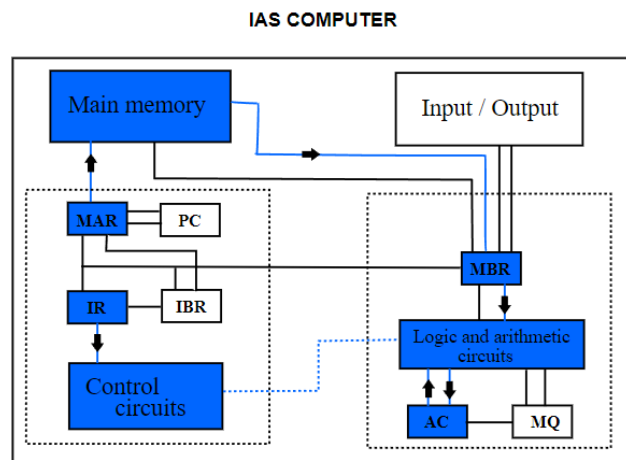 IAS COMPUTER
Main memory
Input / Output
MAR
PC
MBR
IR
IBR
Logic and arithmetic
circuits
Control
circuits
AC
MQ